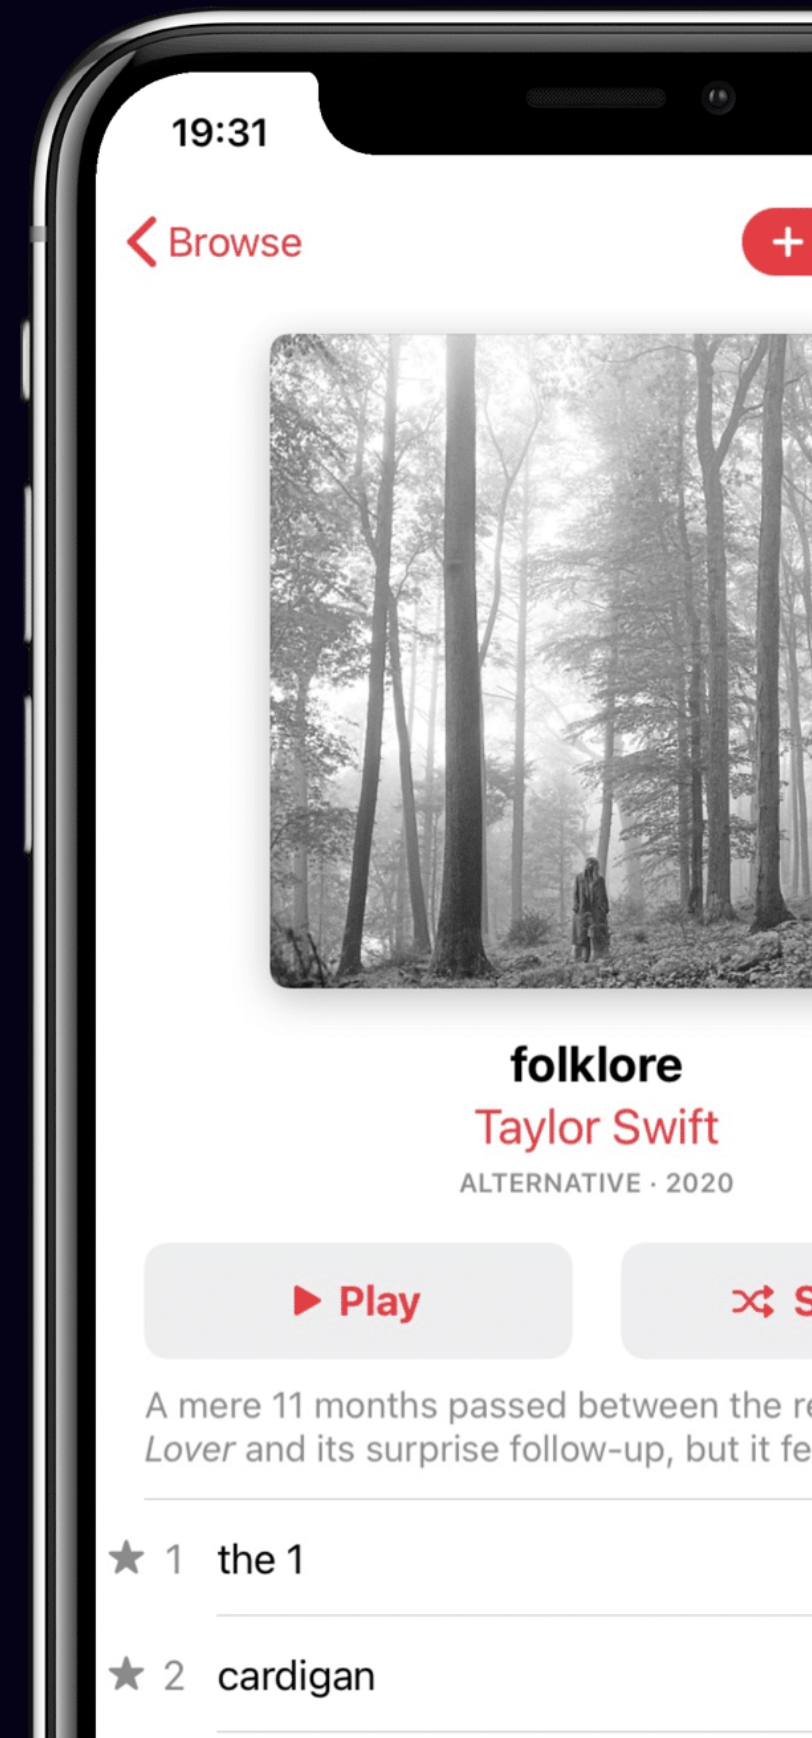 19:31
Browse
folklore
Taylor Swift
ALTERNATIVE · 2020
Play
A mere 11 months passed between the
Lover and its surprise follow-up, but it
1 the 1
2 cardigan